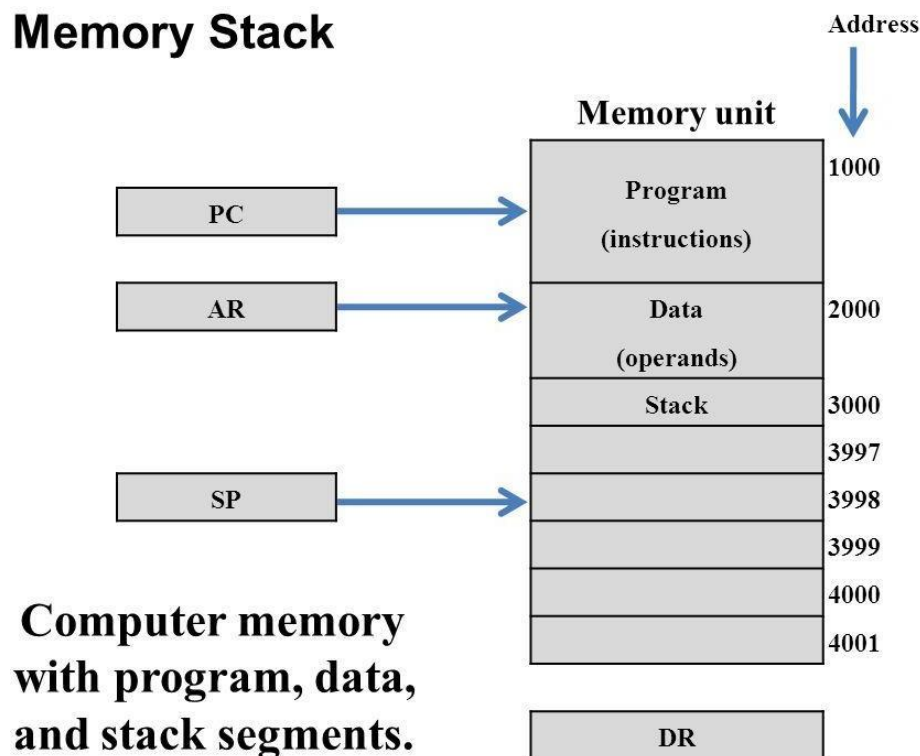 Memory Stack
Address
Memory unit
1000
PC
Program
(instructions)
AR
Data
(operands)
2000
Stack
3000
3997
SP
3998
3999
4000
4001
Computer memory
with program, data,
and stack segments.
DR